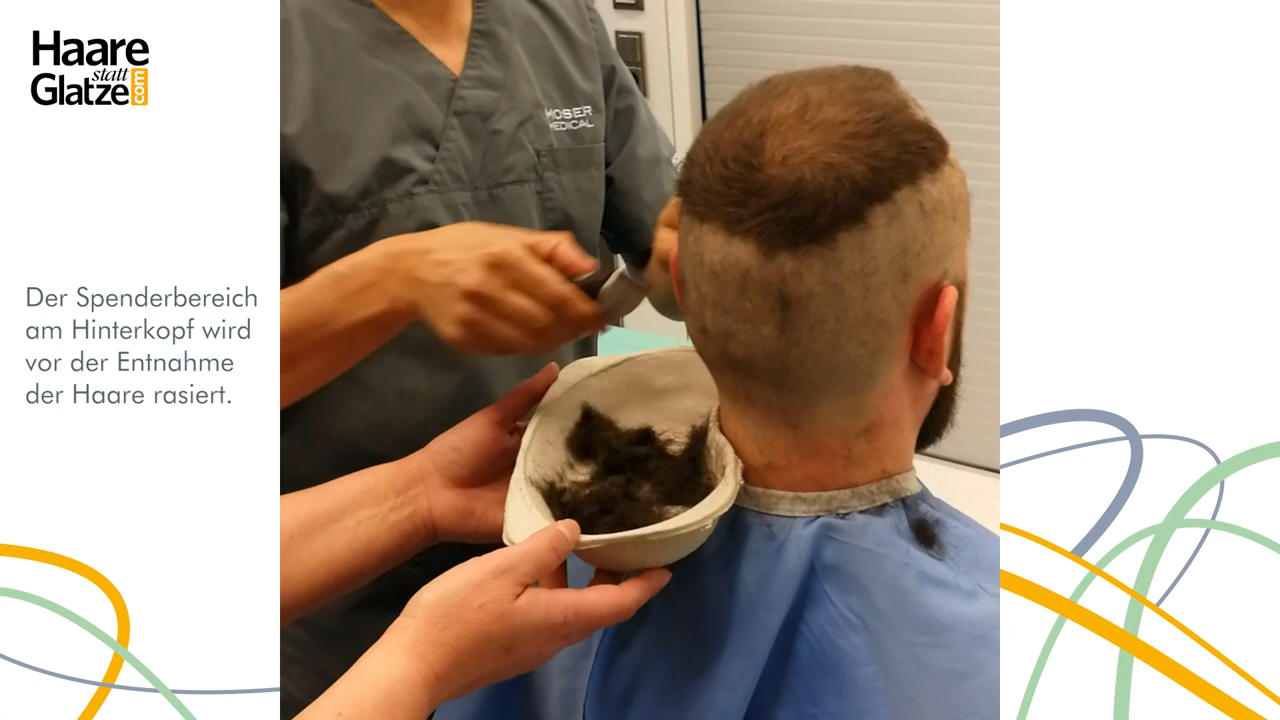 Haare
statt
Glatze.com
Der Spenderbereich
am Hinterkopf wird
vor der Entnahme
der Haare rasiert.
MOSER
MEDICAL